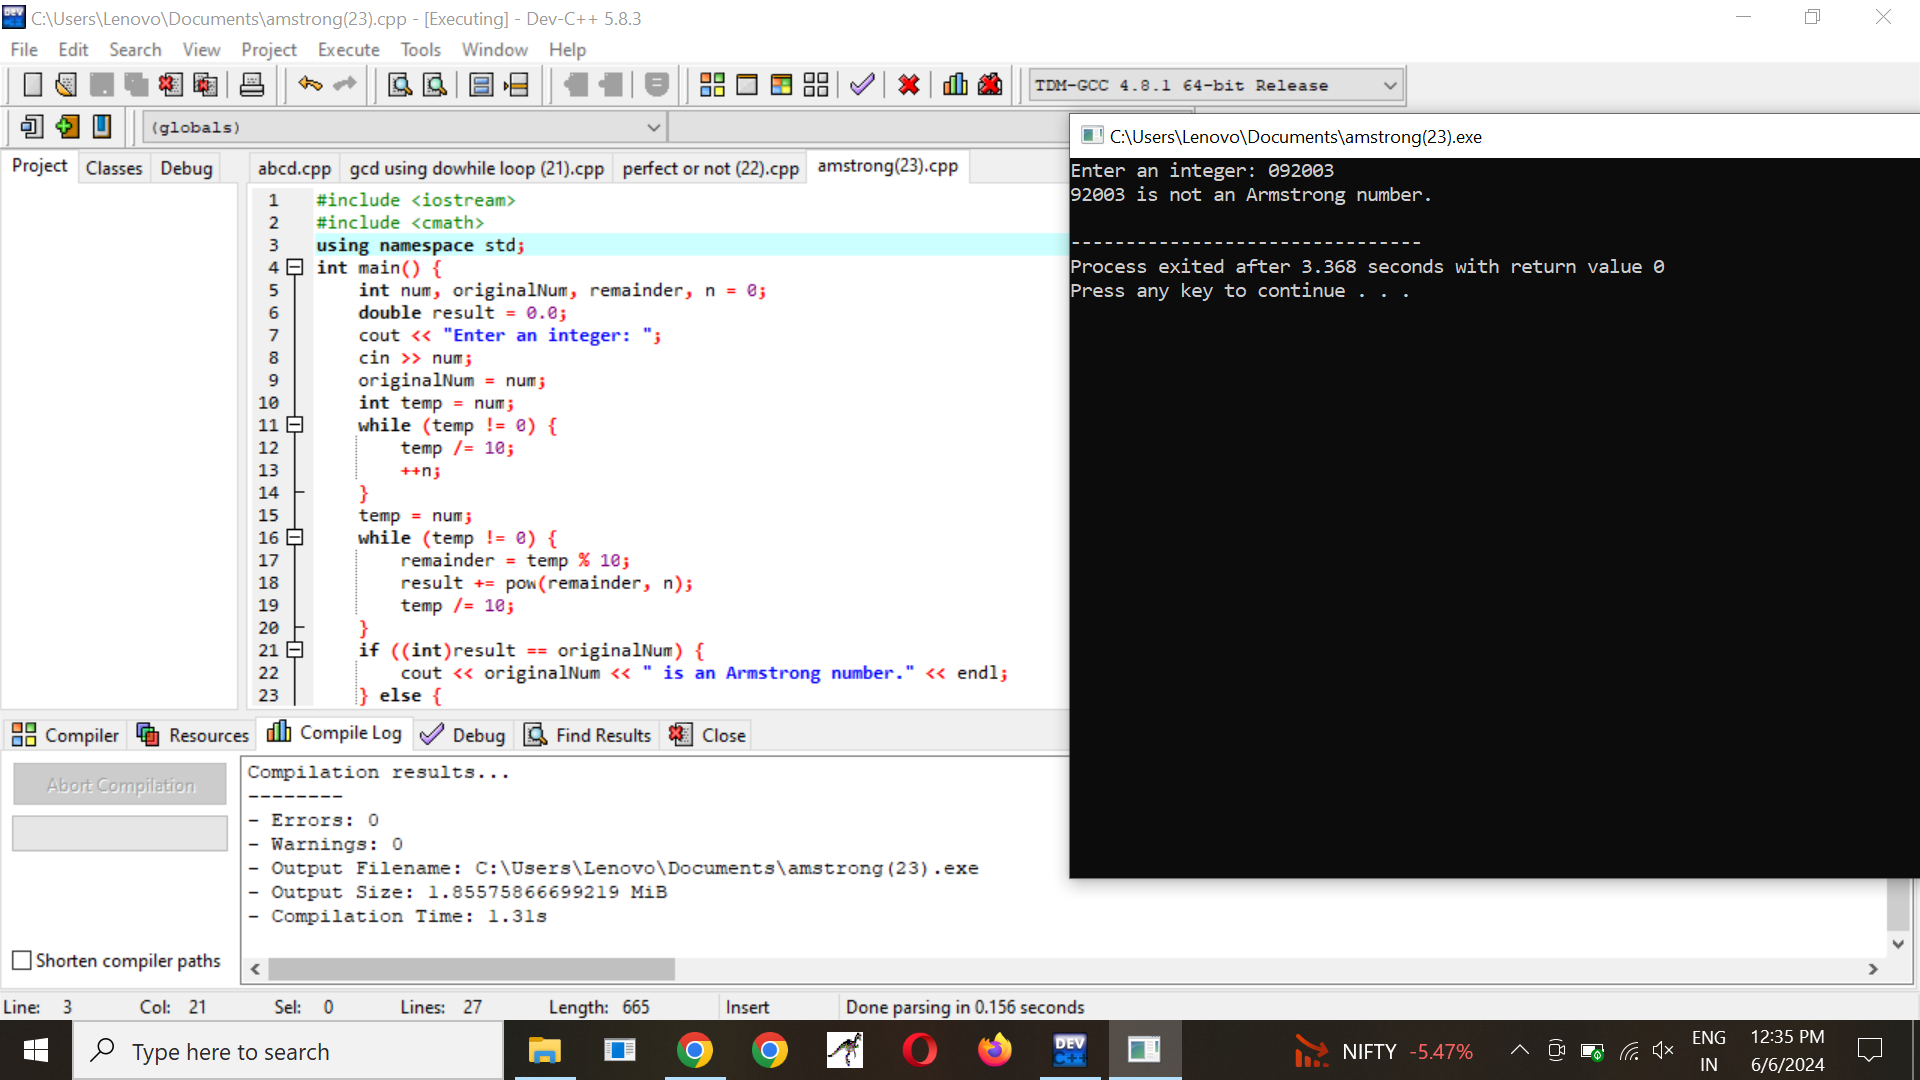 C:\Users\Lenovo\Documents\amstrong(23).cpp - [Executing] - Dev-C++ 5.8.3
File Edit Search View Project Execute Tools Window Help
TDM-GCC 4.8.1 64-bit Release
(globals)
Project Classes Debug
abcd.cpp gcd using dowhile loop (21).cpp perfect or not (22).cpp amstrong(23).cpp
1 #include <iostream>
2 #include <cmath>
3 using namespace std;
4 int main() {
5 int num, originalNum, remainder, n = 0;
6 double result = 0.0;
7 cout << "Enter an integer: ";
8 cin >> num;
9 originalNum = num;
10 int temp = num;
11 while (temp != 0) {
12 temp /= 10;
13 ++n;
14 }
15 temp = num;
16 while (temp != 0) {
17 remainder = temp % 10;
18 result += pow(remainder, n);
19 temp /= 10;
20 }
21 if ((int)result == originalNum) {
22 cout << originalNum << " is an Armstrong number." << endl;
23 } else {
C:\Users\Lenovo\Documents\amstrong(23).exe
Enter an integer: 092003
92003 is not an Armstrong number.
--------------------------------
Process exited after 3.368 seconds with return value 0
Press any key to continue . . .
Compiler Resources Compile Log Debug Find Results Close
Abort Compilation
Shorten compiler paths
Compilation results...
--------
- Errors: 0
- Warnings: 0
- Output Filename: C:\Users\Lenovo\Documents\amstrong(23).exe
- Output Size: 1.85575866699219 MiB
- Compilation Time: 1.31s
Line: 3 Col: 21 Sel: 0 Lines: 27 Length: 665 Insert Done parsing in 0.156 seconds
Type here to search
DEV C++
NIFTY -5.47%
ENG
IN
12:35 PM
6/6/2024